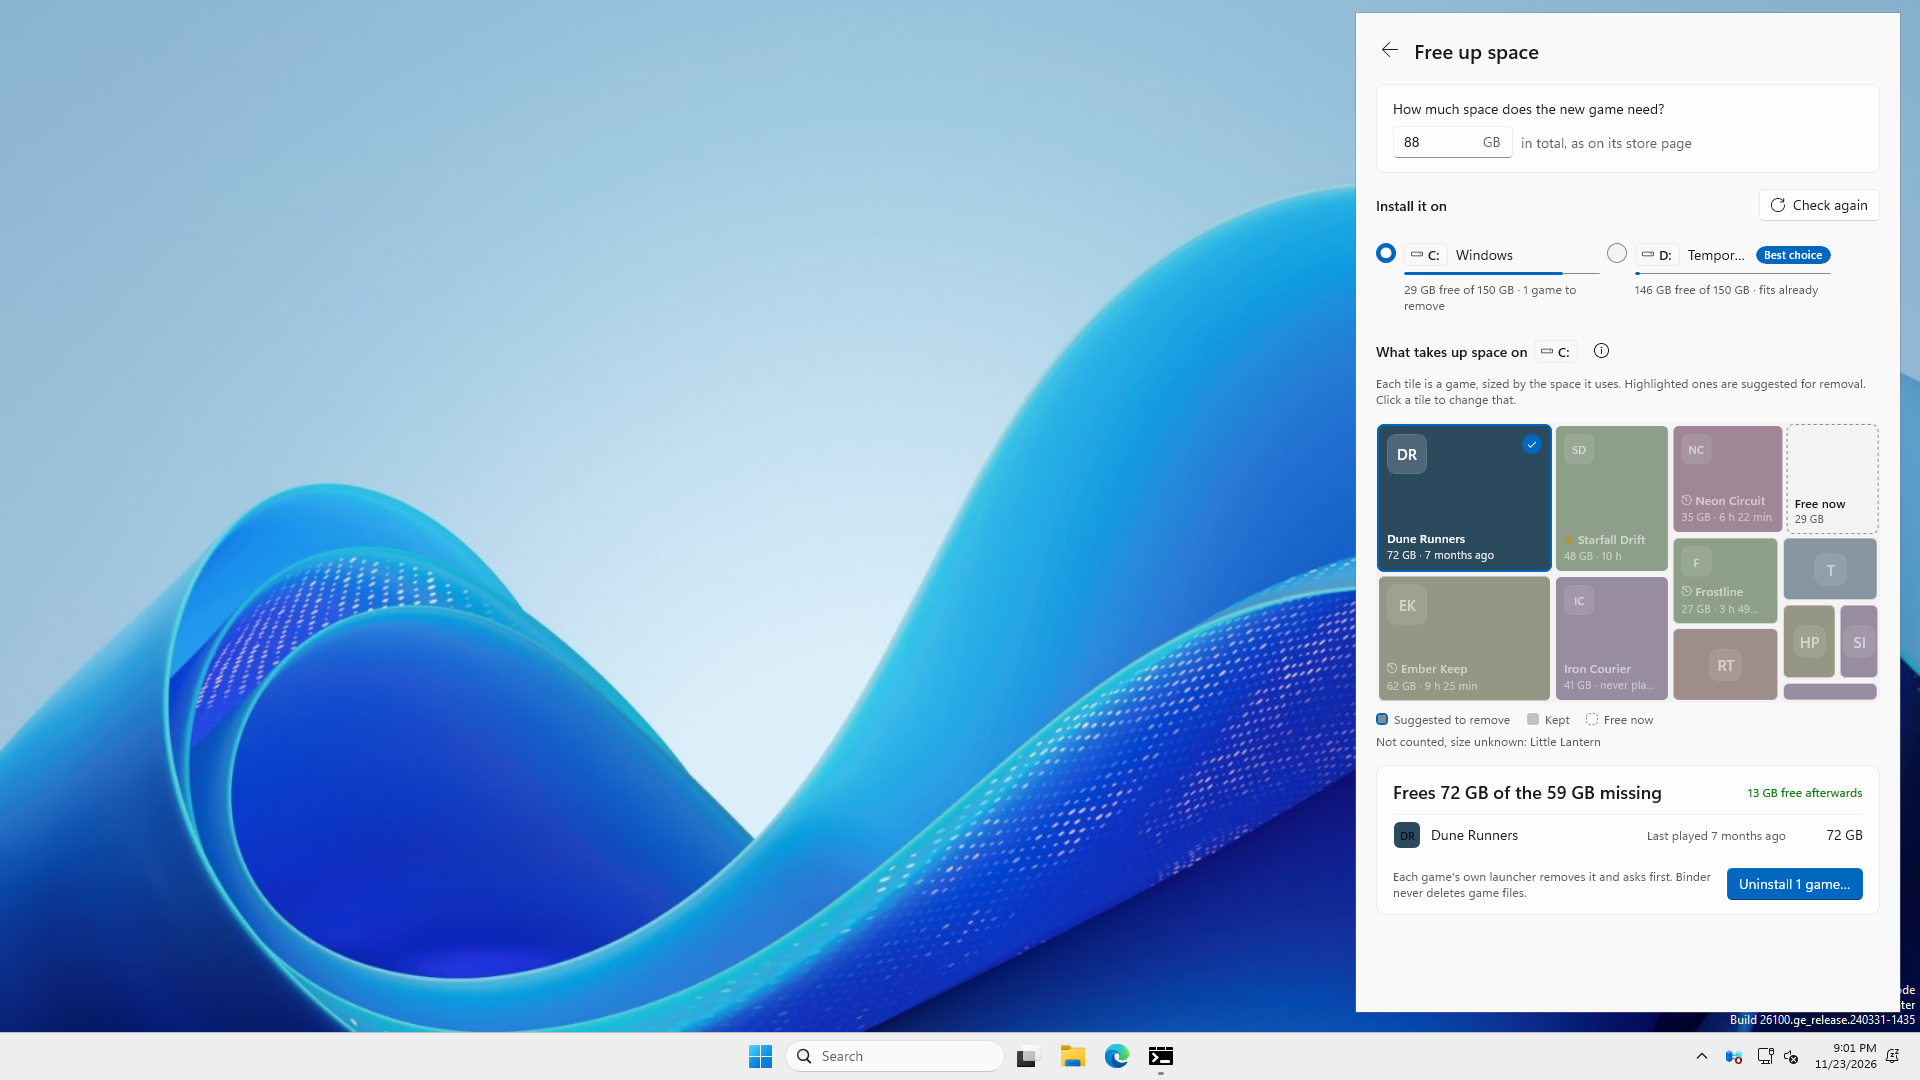 Free up space
How much space does the new game need?
88 GB in total, as on its store page
Install it on
Check again
C: Windows
29 GB free of 150 GB · 1 game to
remove
D: Tempor... Best choice
146 GB free of 150 GB · fits already
What takes up space on C:
Each tile is a game, sized by the space it uses. Highlighted ones are suggested for removal.
Click a tile to change that.
DR
Dune Runners
72 GB · 7 months ago
SD
Starfall Drift
48 GB · 10 h
NC
Neon Circuit
35 GB · 6 h 22 min
Free now
29 GB
EK
Ember Keep
62 GB · 9 h 25 min
IC
Iron Courier
41 GB · never pla...
F
Frostline
27 GB · 3 h 49...
T
RT
HP
SI
Suggested to remove
Kept
Free now
Not counted, size unknown: Little Lantern
Frees 72 GB of the 59 GB missing
13 GB free afterwards
DR Dune Runners Last played 7 months ago 72 GB
Each game's own launcher removes it and asks first. Binder
never deletes game files.
Uninstall 1 game...
Build 26100.ge_release.240331-1435
Search
9:01 PM
11/23/2026